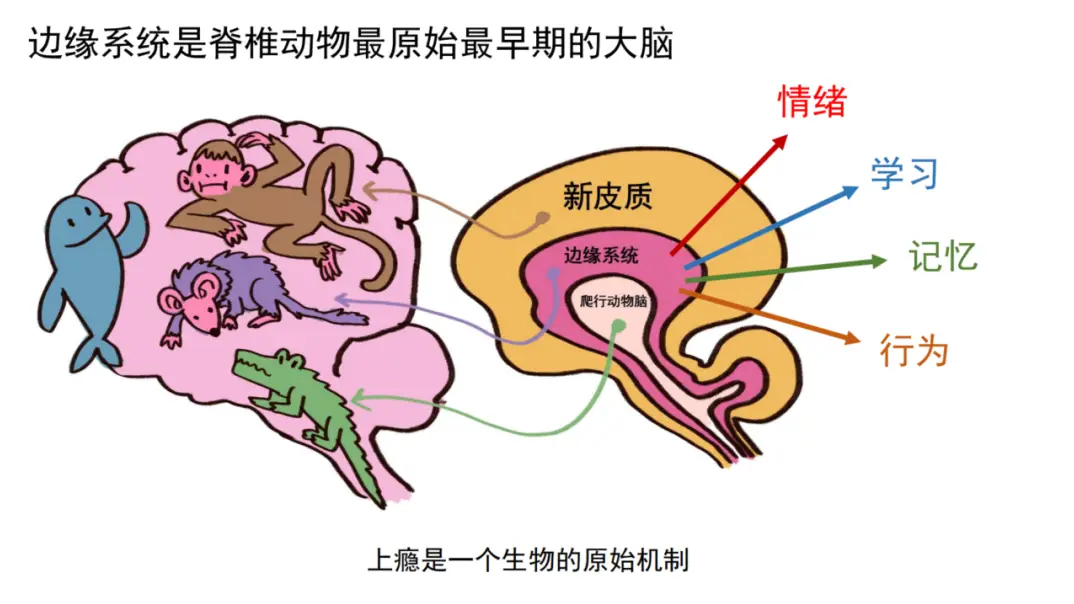 边缘系统是脊椎动物最原始最早期的大脑
情绪
学习
新皮质
边缘系统
记忆
爬行动物脑
行为
上瘾是一个生物的原始机制